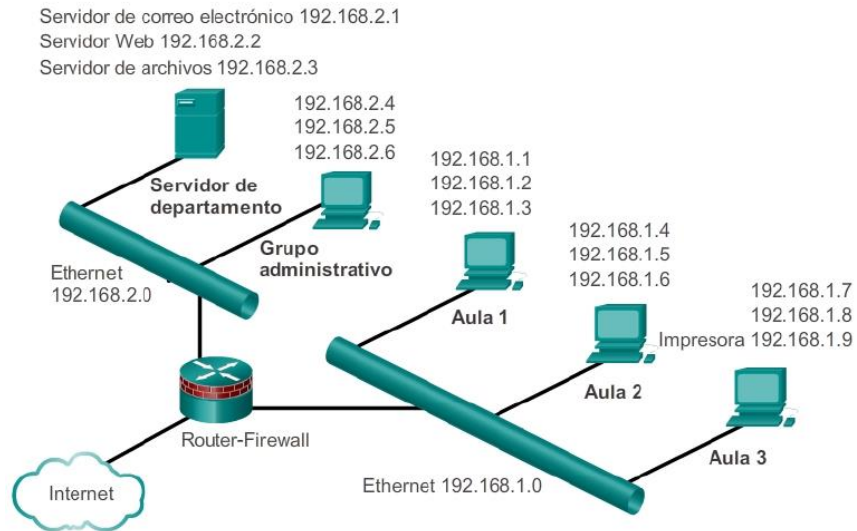 Servidor de correo electrónico 192.168.2.1
Servidor Web 192.168.2.2
Servidor de archivos 192.168.2.3
192.168.2.4
192.168.2.5
192.168.2.6
Servidor de
departamento
Grupo
administrativo
Ethernet
192.168.2.0
192.168.1.1
192.168.1.2
192.168.1.3
Aula 1
192.168.1.4
192.168.1.5
192.168.1.6
Aula 2
192.168.1.7
192.168.1.8
Impresora 192.168.1.9
Aula 3
Router-Firewall
Internet
Ethernet 192.168.1.0